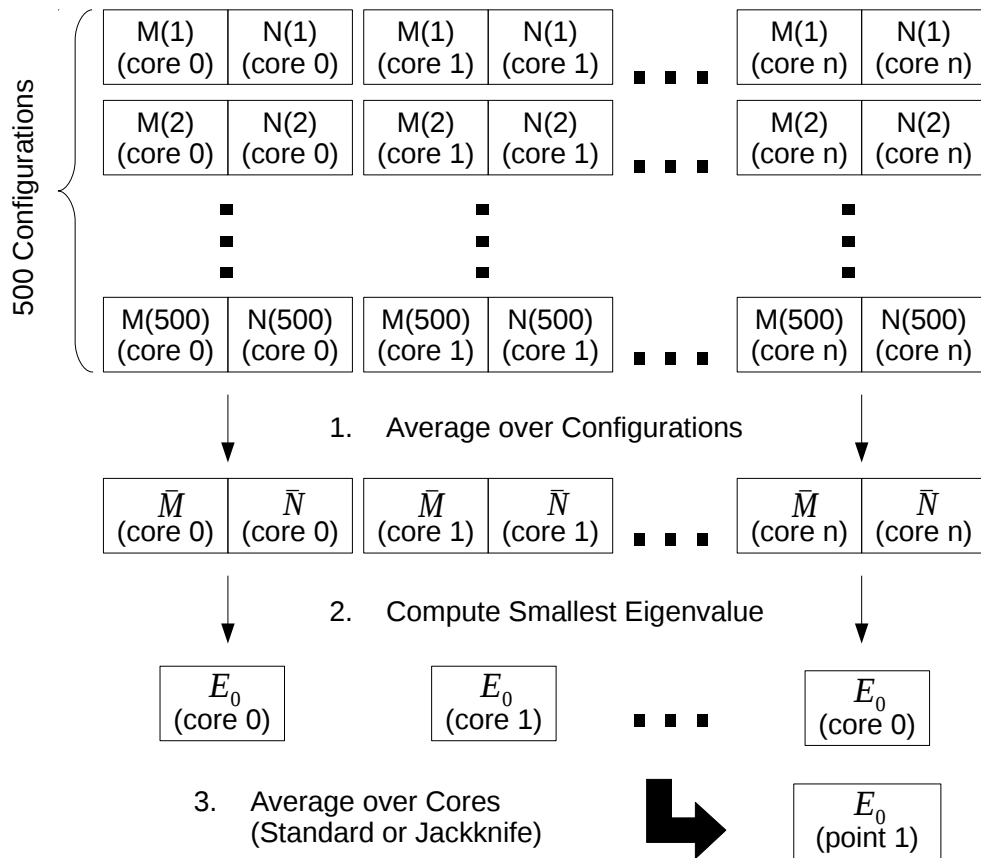 500 Configurations
M(1) N(1) M(1) N(1) M(1) N(1)
(core 0) (core 0) (core 1) (core 1) (core n) (core n)
M(2) N(2) M(2) N(2) M(2) N(2)
(core 0) (core 0) (core 1) (core 1) (core n) (core n)
M(500) N(500) M(500) N(500) M(500) N(500)
(core 0) (core 0) (core 1) (core 1) (core n) (core n)
1. Average over Configurations
M̄ N̄ M̄ N̄ M̄ N̄
(core 0) (core 0) (core 1) (core 1) (core n) (core n)
2. Compute Smallest Eigenvalue
E₀ E₀ E₀
(core 0) (core 1) (core 0)
3. Average over Cores
(Standard or Jackknife)
E₀
(point 1)